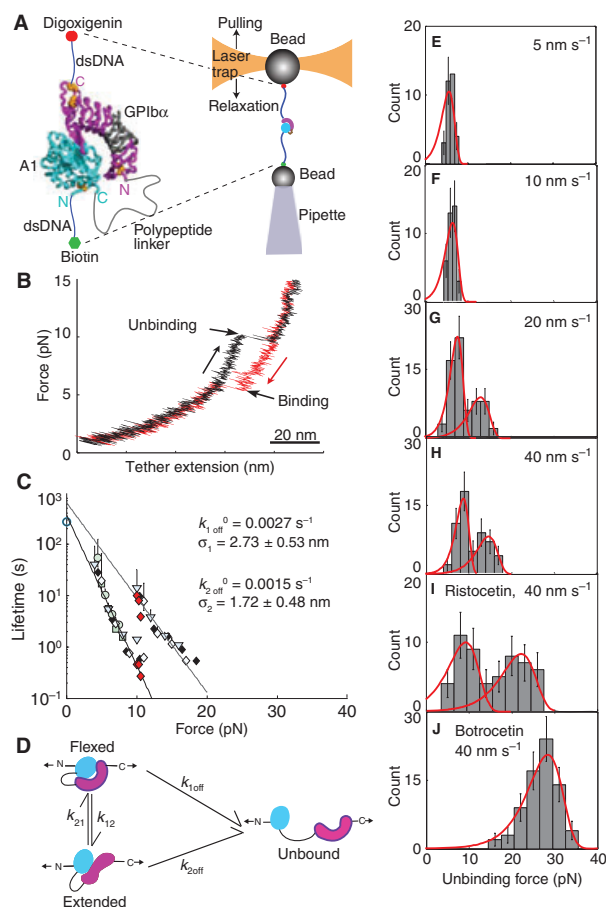 A
Digoxigenin
dsDNA
C
GPIbα
A1
N
N
C
dsDNA
Biotin
Polypeptide
linker
Pulling
Bead
Laser
trap
Relaxation
Bead
Pipette
B
15
10
5
0
Force (pN)
Unbinding
Binding
20 nm
Tether extension (nm)
C
10³
10²
10¹
10⁰
10⁻¹
Lifetime (s)
k₁ off⁰ = 0.0027 s⁻¹
σ₁ = 2.73 ± 0.53 nm
k₂ off⁰ = 0.0015 s⁻¹
σ₂ = 1.72 ± 0.48 nm
0 10 20 30 40
Force (pN)
D
Flexed
N C
k₁off
k₂₁ k₁₂
k₂off
N C
Extended
N C
Unbound
E
5 nm s⁻¹
20
10
0
Count
F
10 nm s⁻¹
20
10
0
Count
G
20 nm s⁻¹
30
15
0
Count
H
40 nm s⁻¹
30
15
0
Count
I
Ristocetin, 40 nm s⁻¹
20
10
0
Count
J
Botrocetin
40 nm s⁻¹
30
20
10
0
Count
0 10 20 30 40
Unbinding force (pN)